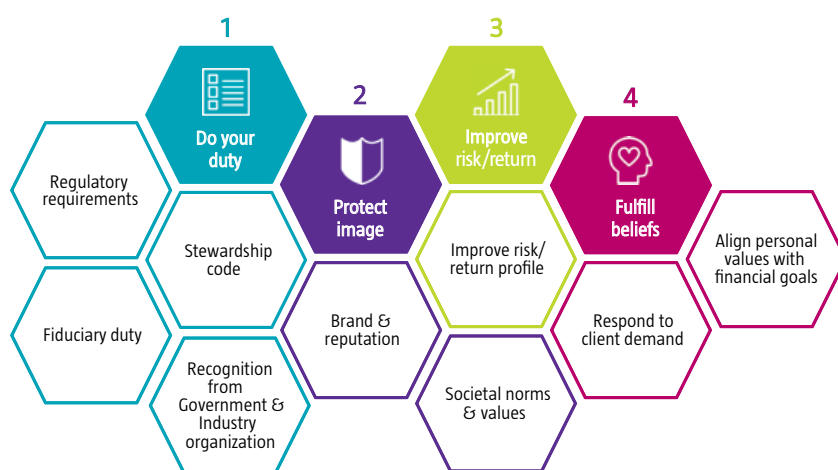 1
Do your
duty
Regulatory
requirements
Stewardship
code
Fiduciary duty
Recognition
from
Government &
Industry
organization
2
Protect
image
Brand &
reputation
Societal norms
& values
3
Improve
risk/return
Improve risk/
return profile
4
Fulfill
beliefs
Respond to
client demand
Align personal
values with
financial goals